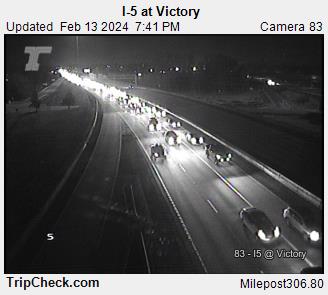 I-5 at Victory
Updated Feb 13 2024 7:41 PM Camera 83
T
S
83 - I5 @ Victory
TripCheck.com Milepost306.80